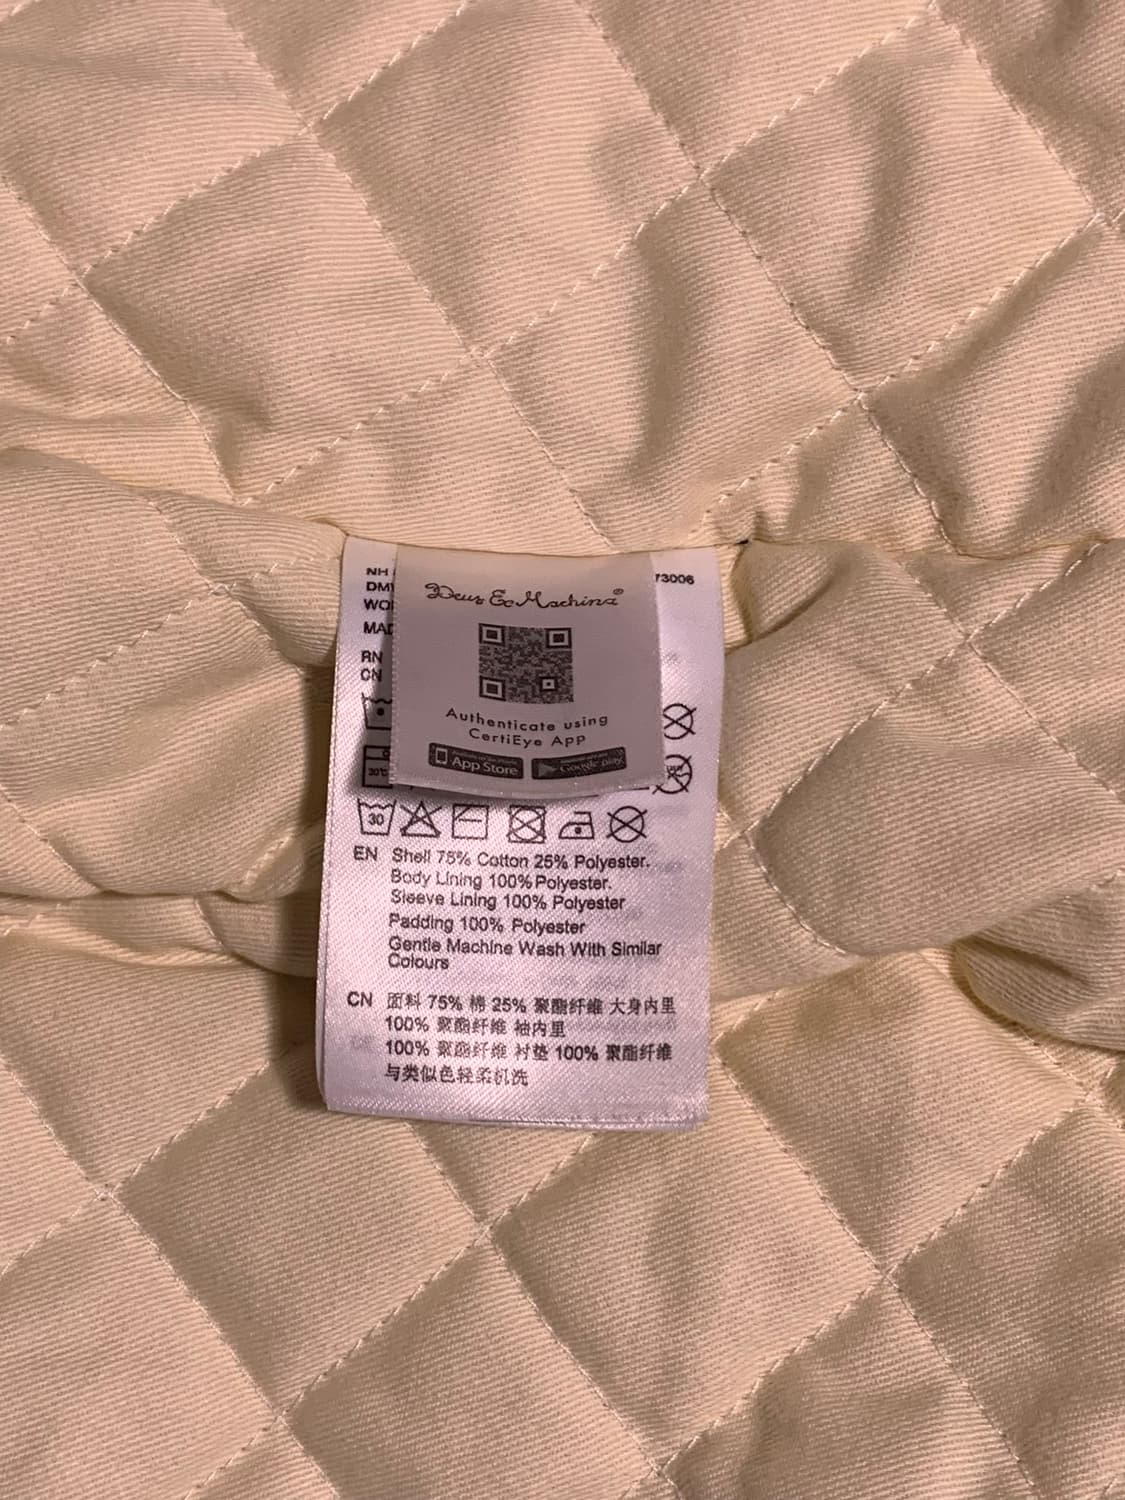 NH
73006
DM
WO
MAD
RN
CN
Deus Ex Machina®
Authenticate using
CertiEye App
App Store
Google play
30°C
30
EN Shell 75% Cotton 25% Polyester.
Body Lining 100% Polyester.
Sleeve Lining 100% Polyester
Padding 100% Polyester
Gentle Machine Wash With Similar
Colours
CN 面料 75% 棉 25% 聚酯纤维 大身内里
100% 聚酯纤维 袖内里
100% 聚酯纤维 衬垫 100% 聚酯纤维
与类似色轻柔机洗